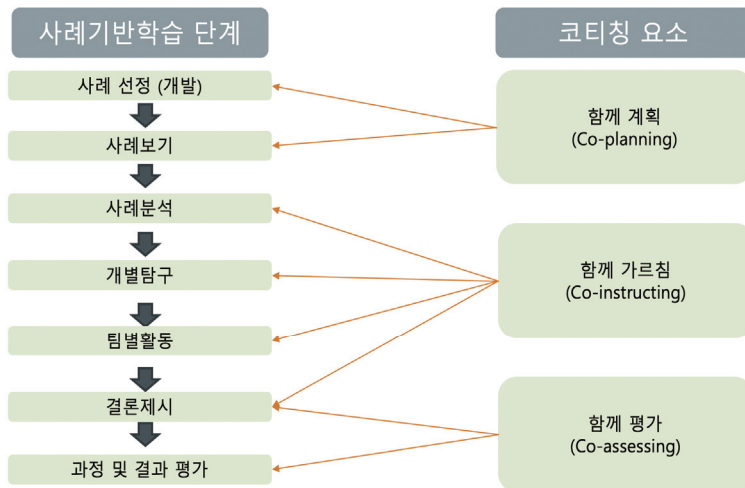 사례기반학습 단계
사례 선정 (개발)
사례보기
사례분석
개별탐구
팀별활동
결론제시
과정 및 결과 평가
코티칭 요소
함께 계획
(Co-planning)
함께 가르침
(Co-instructing)
함께 평가
(Co-assessing)